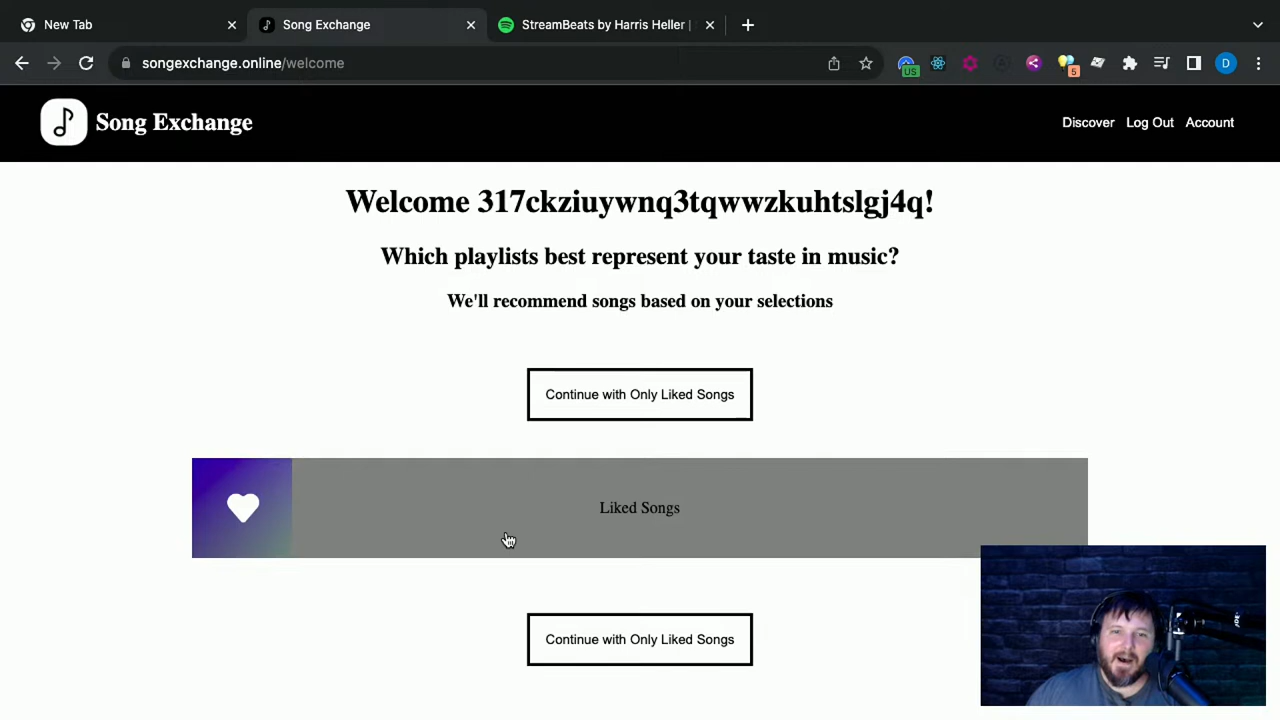 New Tab
Song Exchange
StreamBeats by Harris Heller |
songexchange.online/welcome
US
5
D
Song Exchange
Discover
Log Out
Account
Welcome 317ckziuywnq3tqwwzkuhtslgj4q!
Which playlists best represent your taste in music?
We'll recommend songs based on your selections
Continue with Only Liked Songs
Liked Songs
Continue with Only Liked Songs